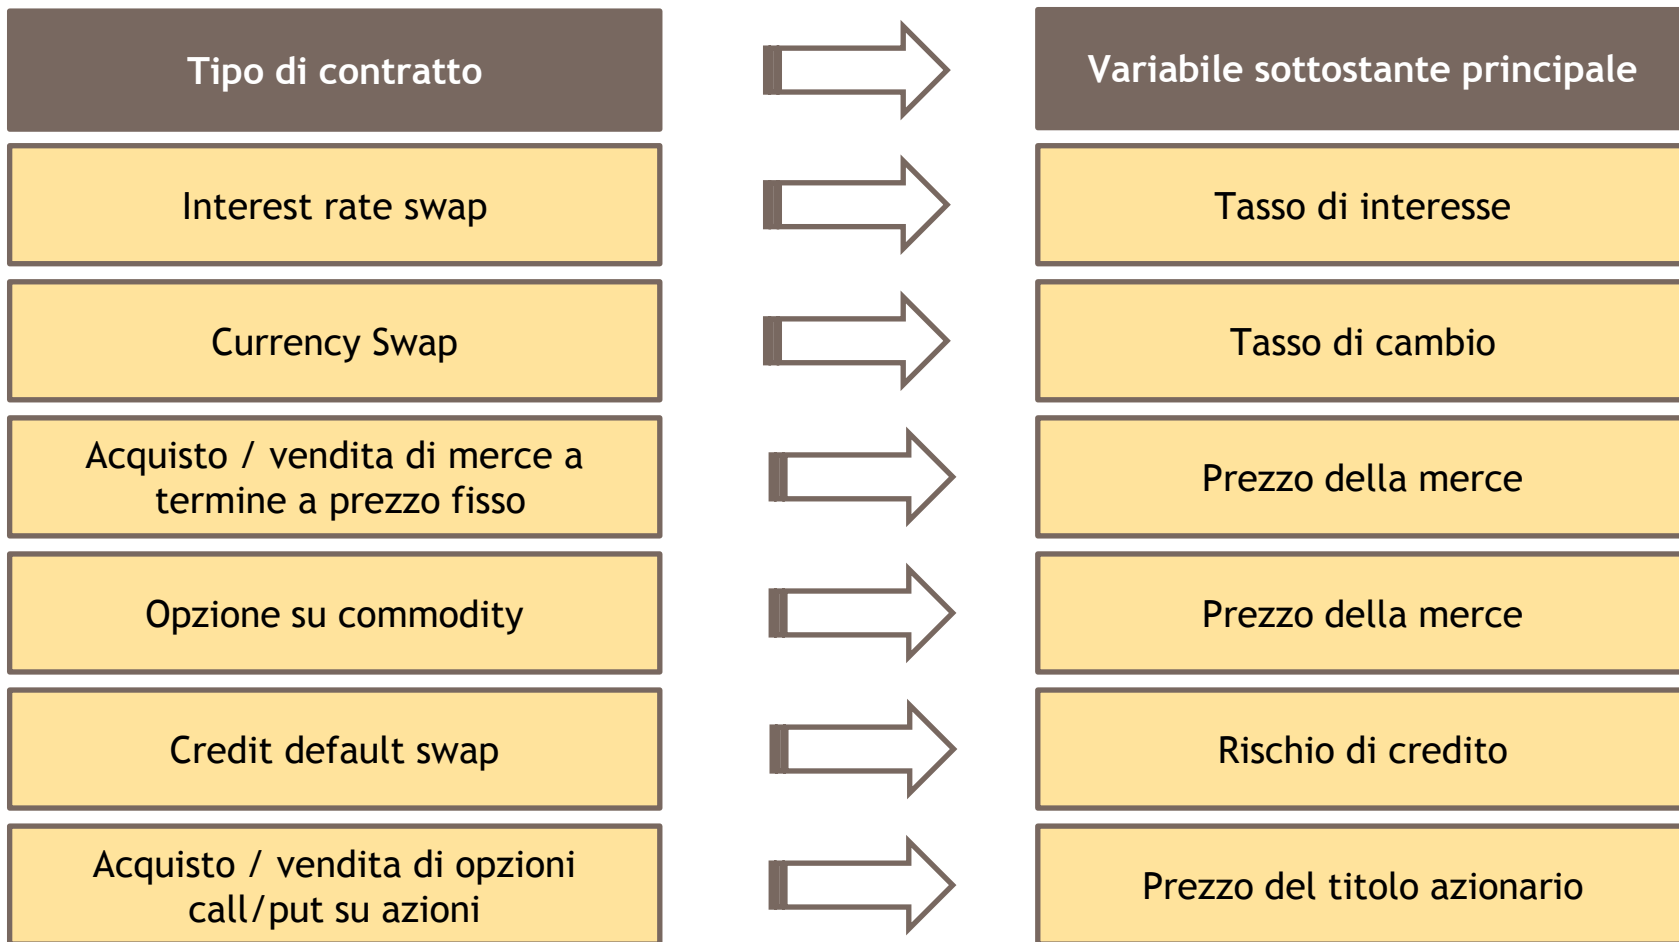 Tipo di contratto
Variabile sottostante principale
Interest rate swap
Tasso di interesse
Currency Swap
Tasso di cambio
Acquisto / vendita di merce a
termine a prezzo fisso
Prezzo della merce
Opzione su commodity
Prezzo della merce
Credit default swap
Rischio di credito
Acquisto / vendita di opzioni
call/put su azioni
Prezzo del titolo azionario